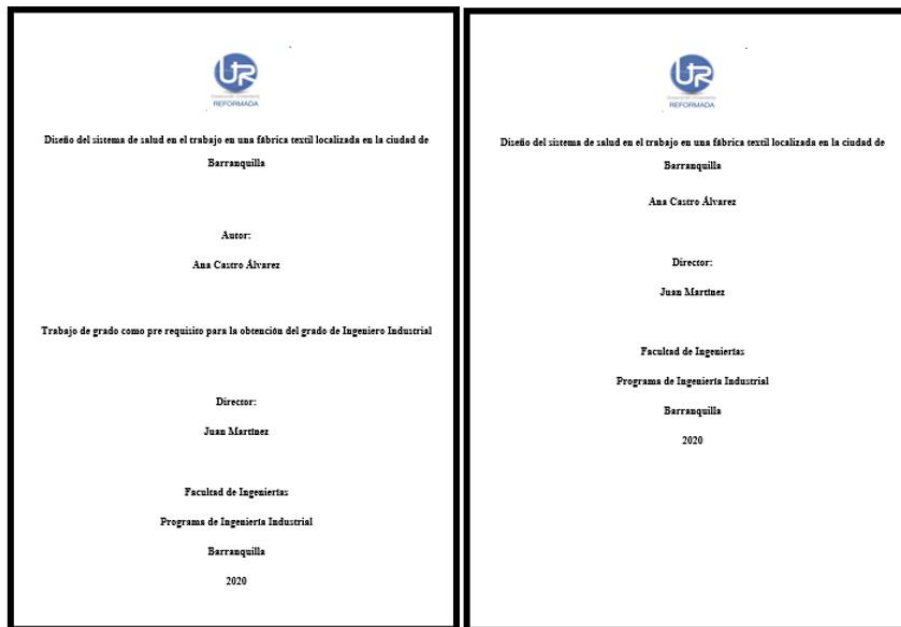 UR
REFORMADA
Diseño del sistema de salud en el trabajo en una fábrica textil localizada en la ciudad de
Barranquilla
Autor:
Ana Castro Álvarez
Trabajo de grado como pre requisito para la obtención del grado de Ingeniero Industrial
Director:
Juan Martínez
Facultad de Ingenierías
Programa de Ingeniería Industrial
Barranquilla
2020
UR
REFORMADA
Diseño del sistema de salud en el trabajo en una fábrica textil localizada en la ciudad de
Barranquilla
Ana Castro Álvarez
Director:
Juan Martínez
Facultad de Ingenierías
Programa de Ingeniería Industrial
Barranquilla
2020